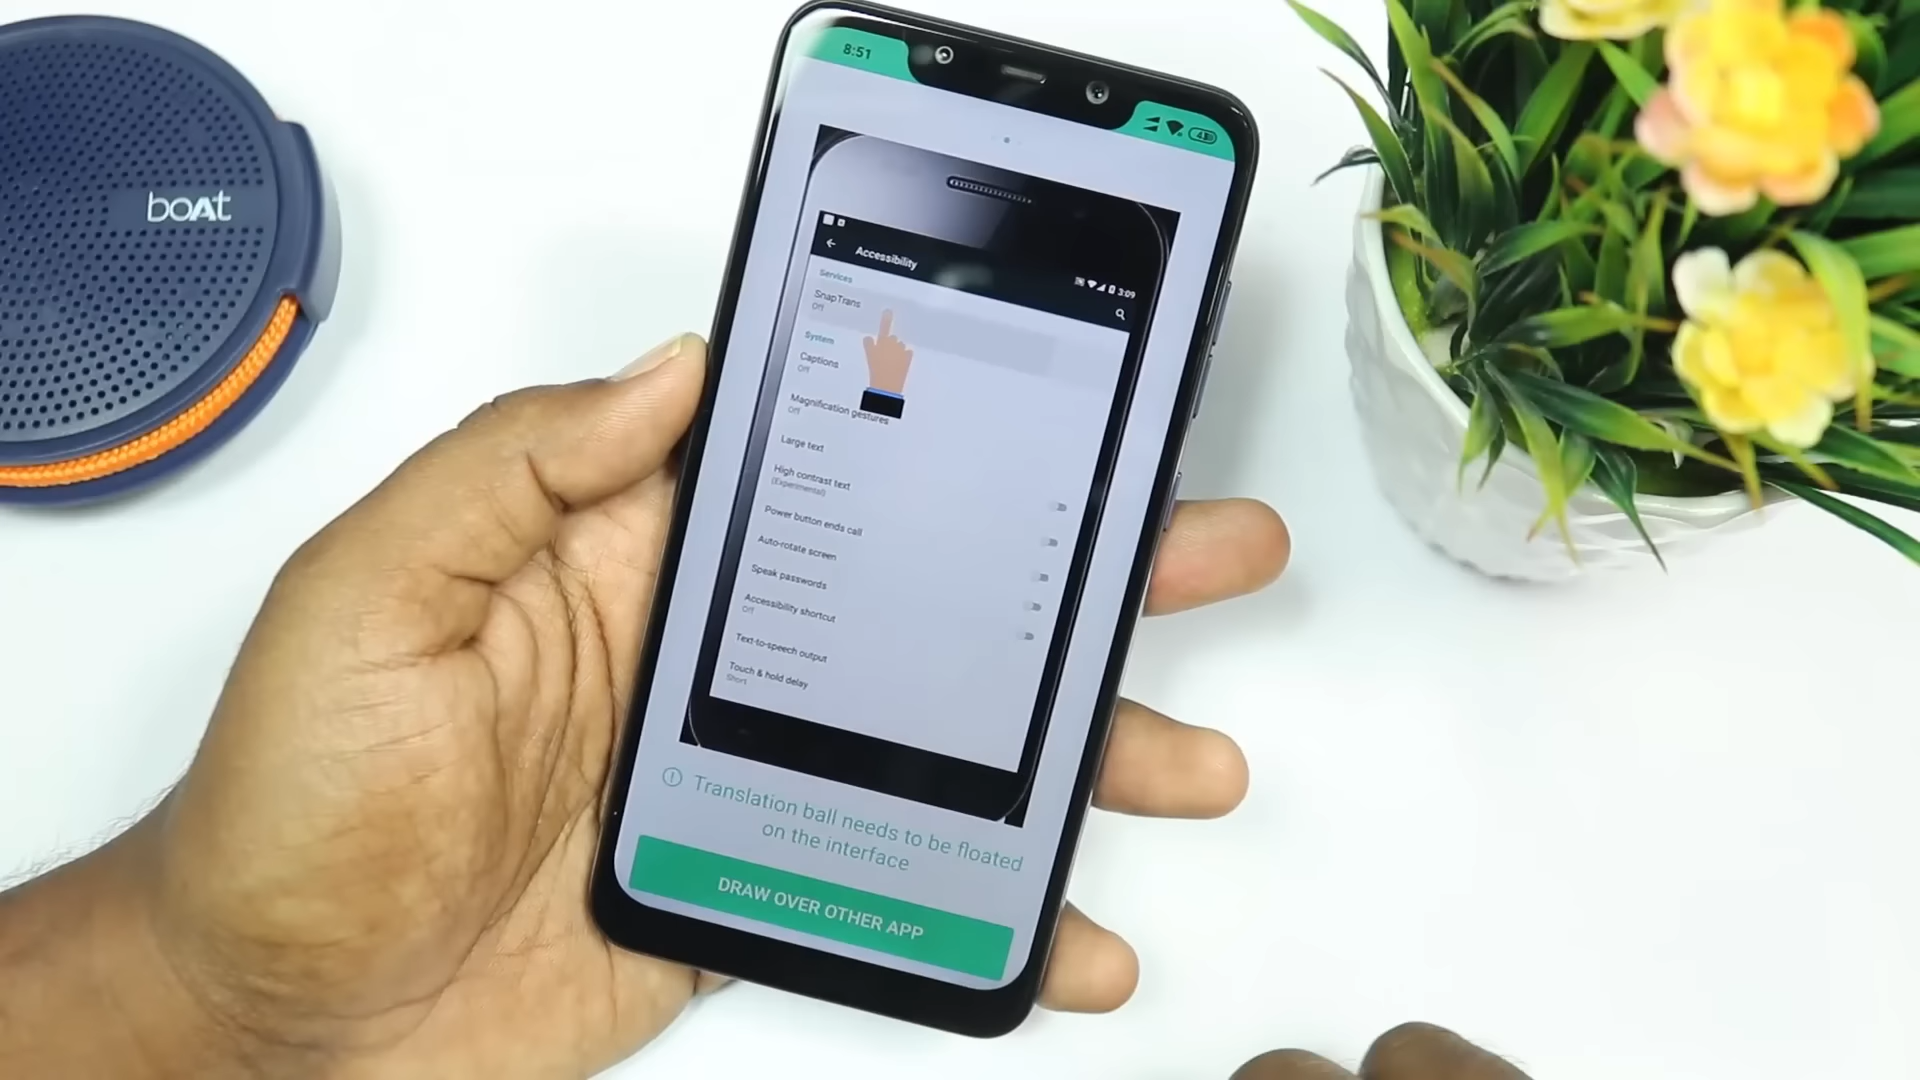 boAt
8:51
Accessibility
3:09
Services
SnapTrans
Off
System
Captions
Off
Magnification gestures
Off
Large text
High contrast text
(Experimental)
Power button ends call
Auto-rotate screen
Speak passwords
Accessibility shortcut
Off
Text-to-speech output
Touch & hold delay
Short
Translation ball needs to be floated
on the interface
DRAW OVER OTHER APP